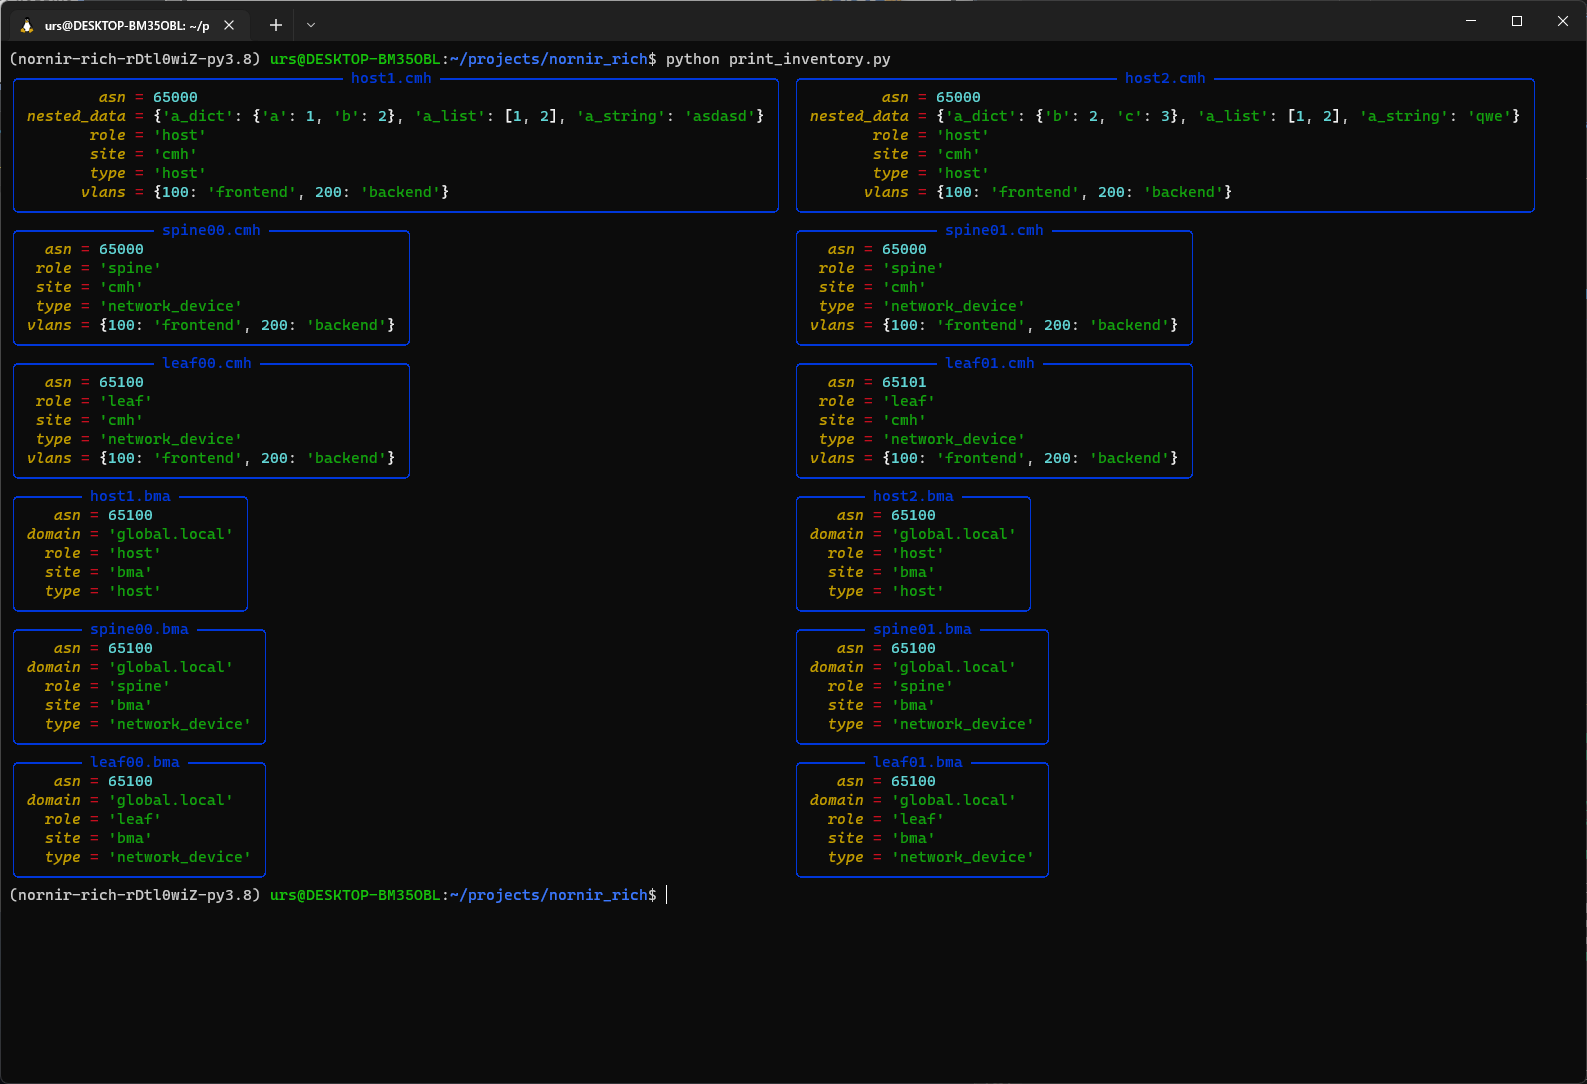 urs@DESKTOP-BM35OBL: ~/p
(nornir-rich-rDtl0wiZ-py3.8) urs@DESKTOP-BM35OBL:~/projects/nornir_rich$ python print_inventory.py
host1.cmh host2.cmh
asn = 65000 asn = 65000
nested_data = {'a_dict': {'a': 1, 'b': 2}, 'a_list': [1, 2], 'a_string': 'asdasd'} nested_data = {'a_dict': {'b': 2, 'c': 3}, 'a_list': [1, 2], 'a_string': 'qwe'}
role = 'host' role = 'host'
site = 'cmh' site = 'cmh'
type = 'host' type = 'host'
vlans = {100: 'frontend', 200: 'backend'} vlans = {100: 'frontend', 200: 'backend'}
spine00.cmh spine01.cmh
asn = 65000 asn = 65000
role = 'spine' role = 'spine'
site = 'cmh' site = 'cmh'
type = 'network_device' type = 'network_device'
vlans = {100: 'frontend', 200: 'backend'} vlans = {100: 'frontend', 200: 'backend'}
leaf00.cmh leaf01.cmh
asn = 65100 asn = 65101
role = 'leaf' role = 'leaf'
site = 'cmh' site = 'cmh'
type = 'network_device' type = 'network_device'
vlans = {100: 'frontend', 200: 'backend'} vlans = {100: 'frontend', 200: 'backend'}
host1.bma host2.bma
asn = 65100 asn = 65100
domain = 'global.local' domain = 'global.local'
role = 'host' role = 'host'
site = 'bma' site = 'bma'
type = 'host' type = 'host'
spine00.bma spine01.bma
asn = 65100 asn = 65100
domain = 'global.local' domain = 'global.local'
role = 'spine' role = 'spine'
site = 'bma' site = 'bma'
type = 'network_device' type = 'network_device'
leaf00.bma leaf01.bma
asn = 65100 asn = 65100
domain = 'global.local' domain = 'global.local'
role = 'leaf' role = 'leaf'
site = 'bma' site = 'bma'
type = 'network_device' type = 'network_device'
(nornir-rich-rDtl0wiZ-py3.8) urs@DESKTOP-BM35OBL:~/projects/nornir_rich$